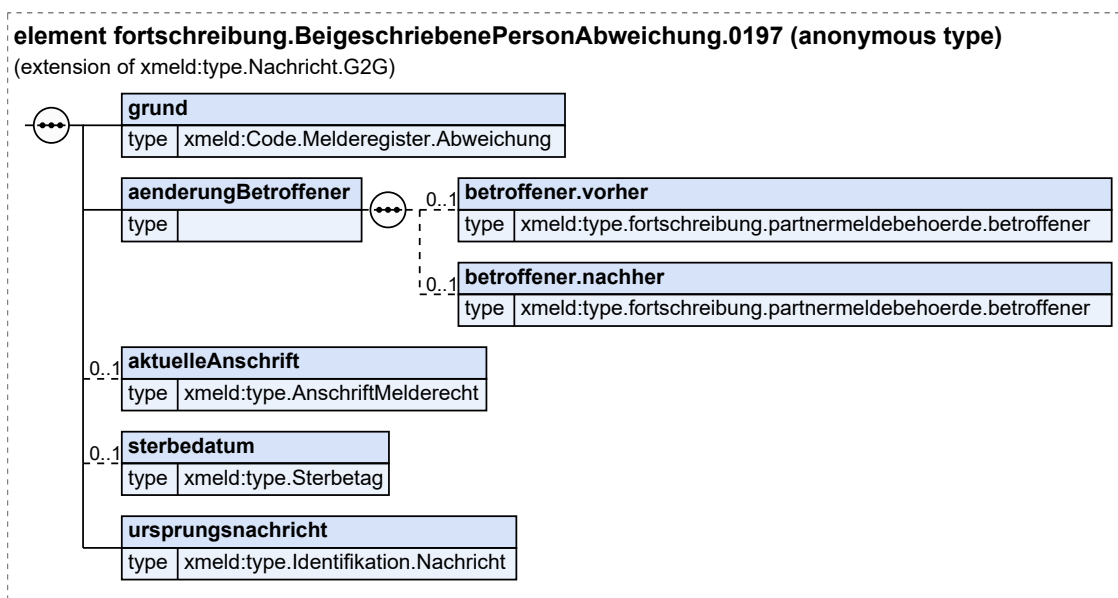 element fortschreibung.BeigeschriebenePersonAbweichung.0197 (anonymous type)
(extension of xmeld:type.Nachricht.G2G)
grund
type xmeld:Code.Melderegister.Abweichung
aenderungBetroffener
type
0..1 betroffener.vorher
type xmeld:type.fortschreibung.partnermeldebehoerde.betroffener
0..1 betroffener.nachher
type xmeld:type.fortschreibung.partnermeldebehoerde.betroffener
0..1 aktuelleAnschrift
type xmeld:type.AnschriftMelderecht
0..1 sterbedatum
type xmeld:type.Sterbetag
ursprungsnachricht
type xmeld:type.Identifikation.Nachricht